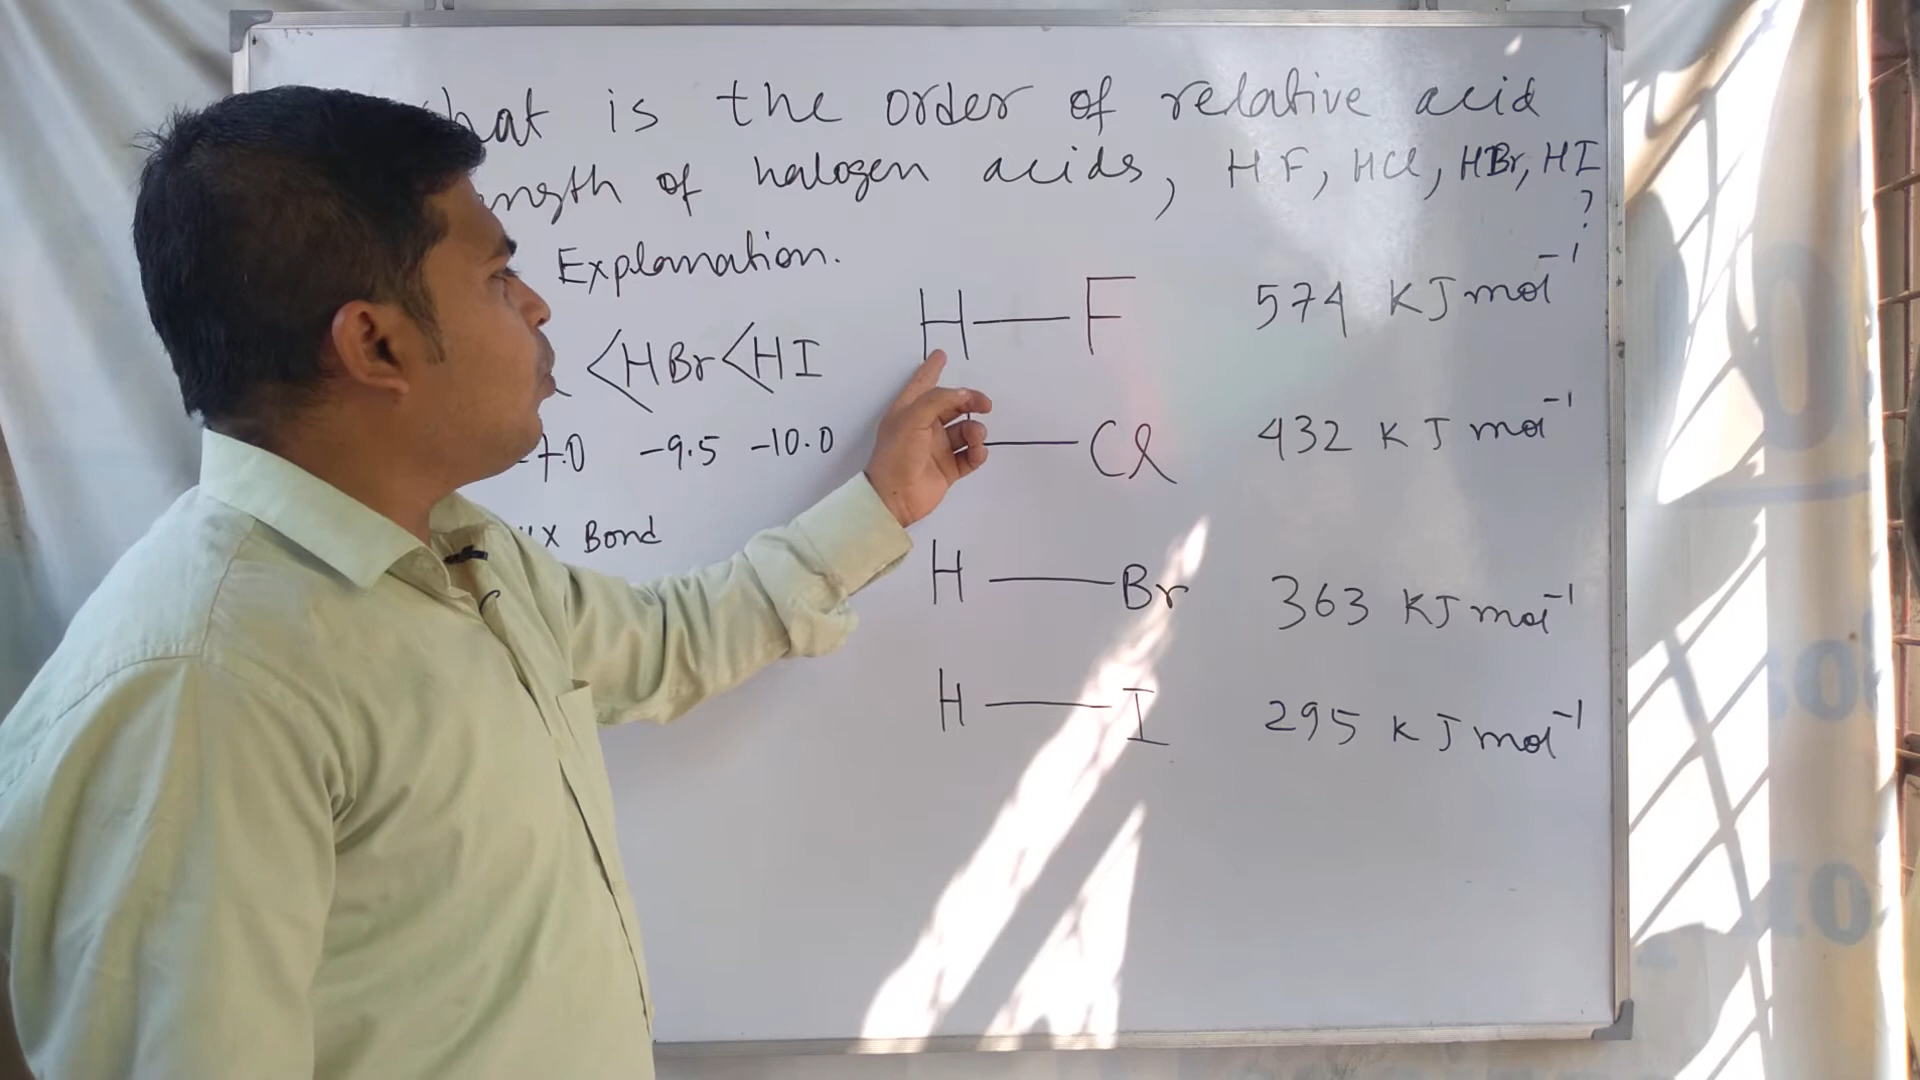 is the order of relative acid
of halogen acids, HF, HCl, HBr, HI
?
Explanation.
<HBr<HI
-7.0 -9.5 -10.0
X Bond
H — F 574 KJ mol⁻¹
— Cl 432 KJ mol⁻¹
H — Br 363 KJ mol⁻¹
H — I 295 KJ mol⁻¹